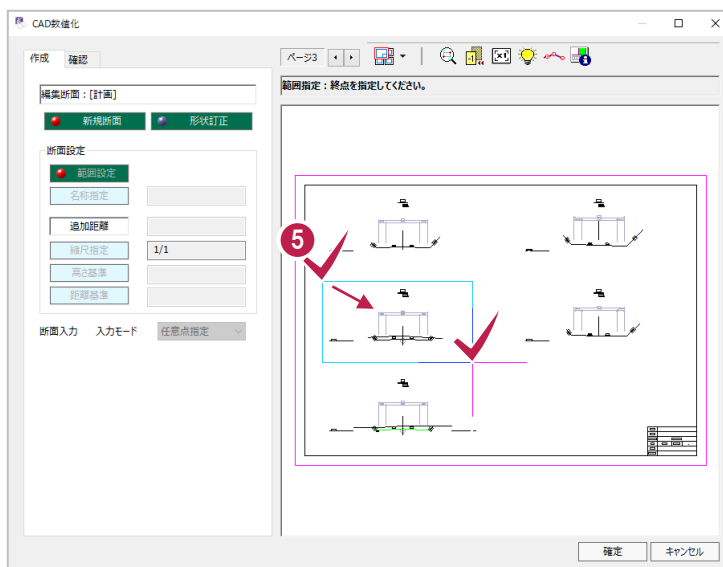 CAD数値化
作成
確認
ページ3
編集断面：[計画]
範囲指定：終点を指定してください。
新規断面
形状訂正
断面設定
範囲設定
名称指定
追加距離
縮尺指定
1/1
高さ基準
距離基準
断面入力
入力モード
任意点指定
5
確定
キャンセル